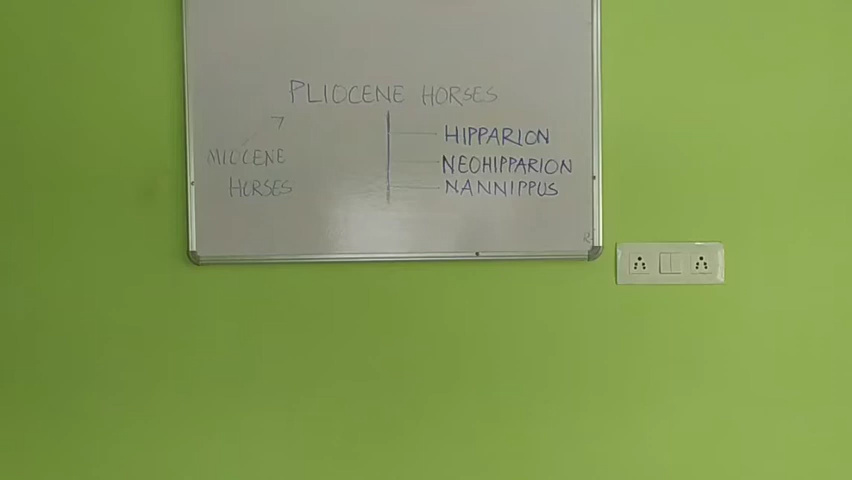 PLIOCENE HORSES
HIPPARION
MIOCENE
NEOHIPPARION
HORSES
NANNIPPUS